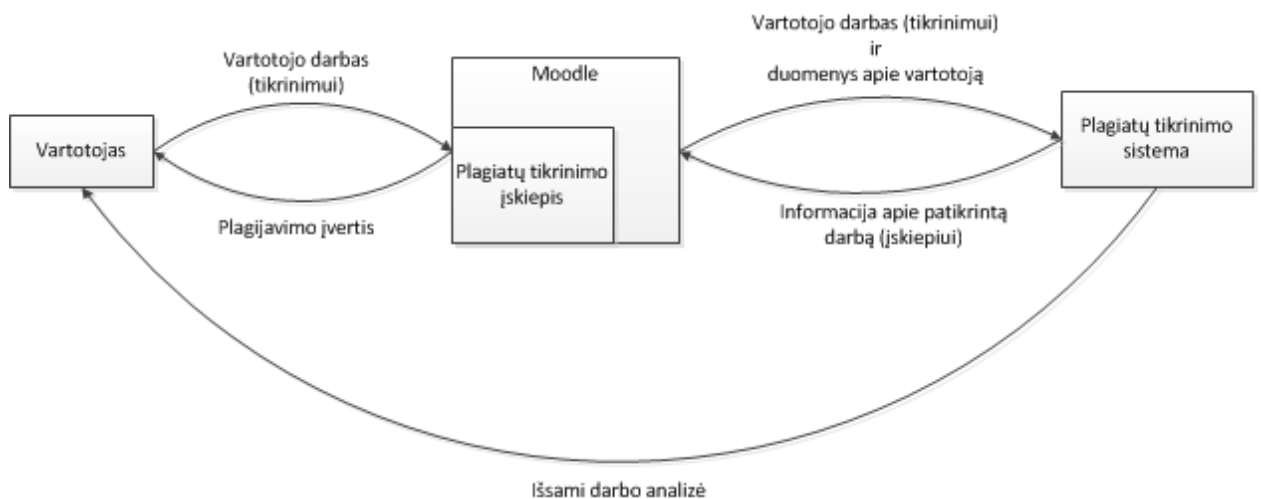 Vartotojas
Vartotojo darbas
(tikrinimui)
Plagijavimo įvertis
Moodle
Plagiatų tikrinimo
įskiepis
Vartotojo darbas (tikrinimui)
ir
duomenys apie vartotoją
Informacija apie patikrintą
darbą (įskiepiui)
Plagiatų tikrinimo
sistema
Išsami darbo analizė